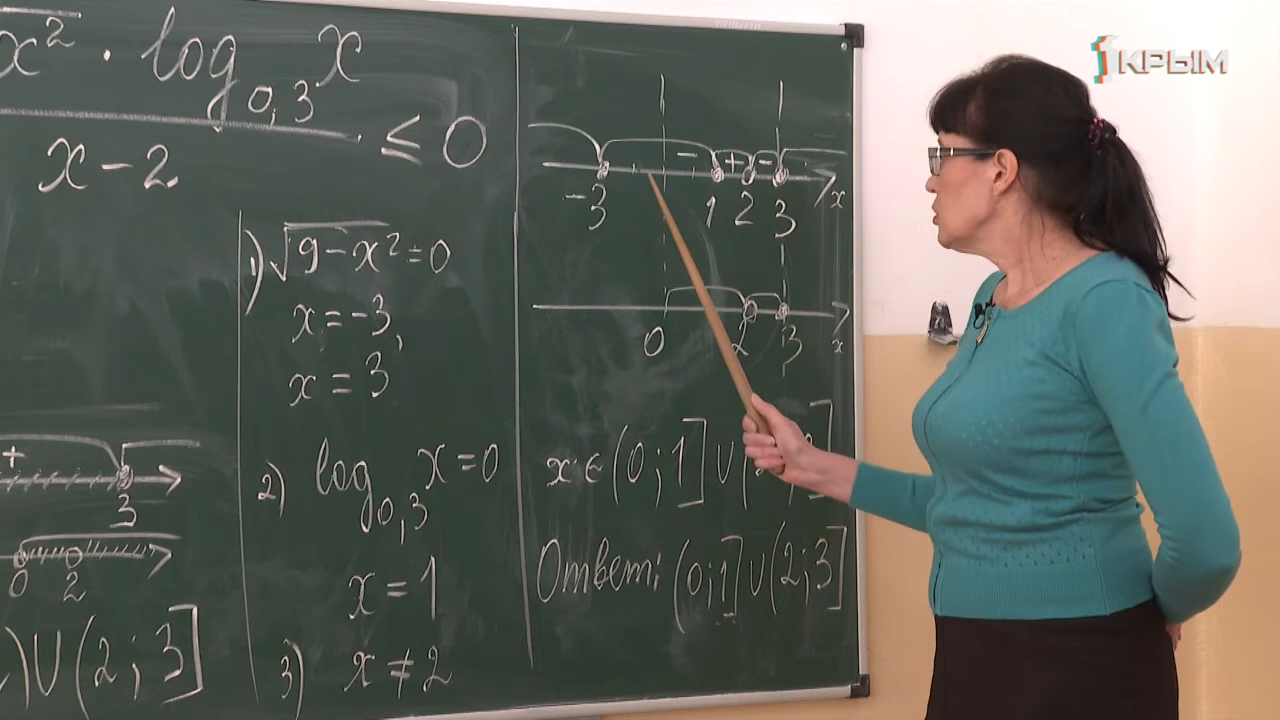 x² · log₀,₃ x
x - 2
≤ 0
+
3
0 2
) ∪ (2; 3]
1) √9 - x² = 0
x = -3,
x = 3
2) log₀,₃ x = 0
x = 1
3) x ≠ 2
- + -
-3 1 2 3 x
0 2 3 x
x ∈ (0; 1] ∪ (
Ответ: (0; 1] ∪ (2; 3]
1 КРЫМ